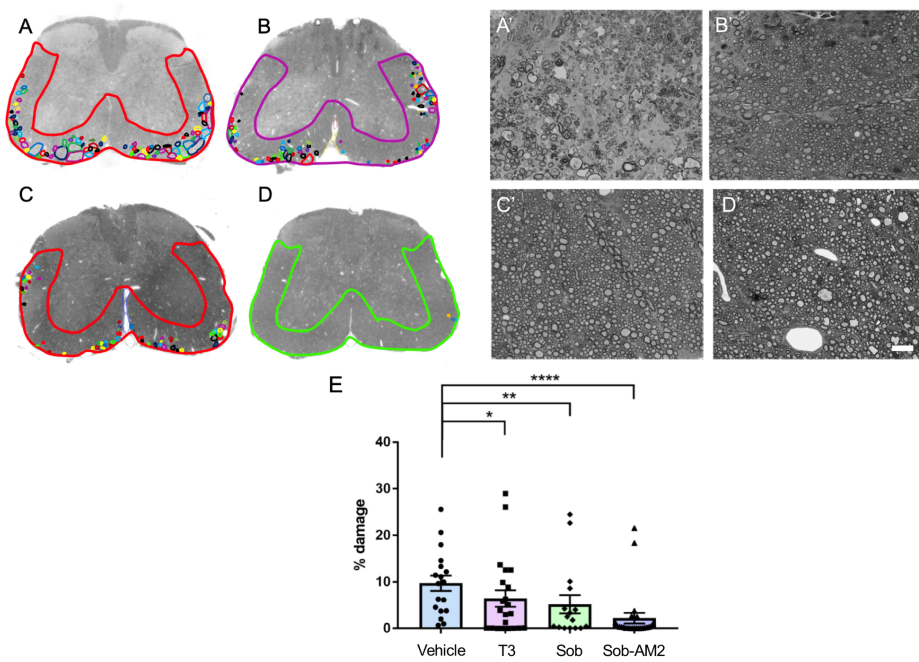 A
B
A'
B'
C
D
C'
D'
E
****
**
*
40
30
20
10
0
% damage
Vehicle
T3
Sob
Sob-AM2